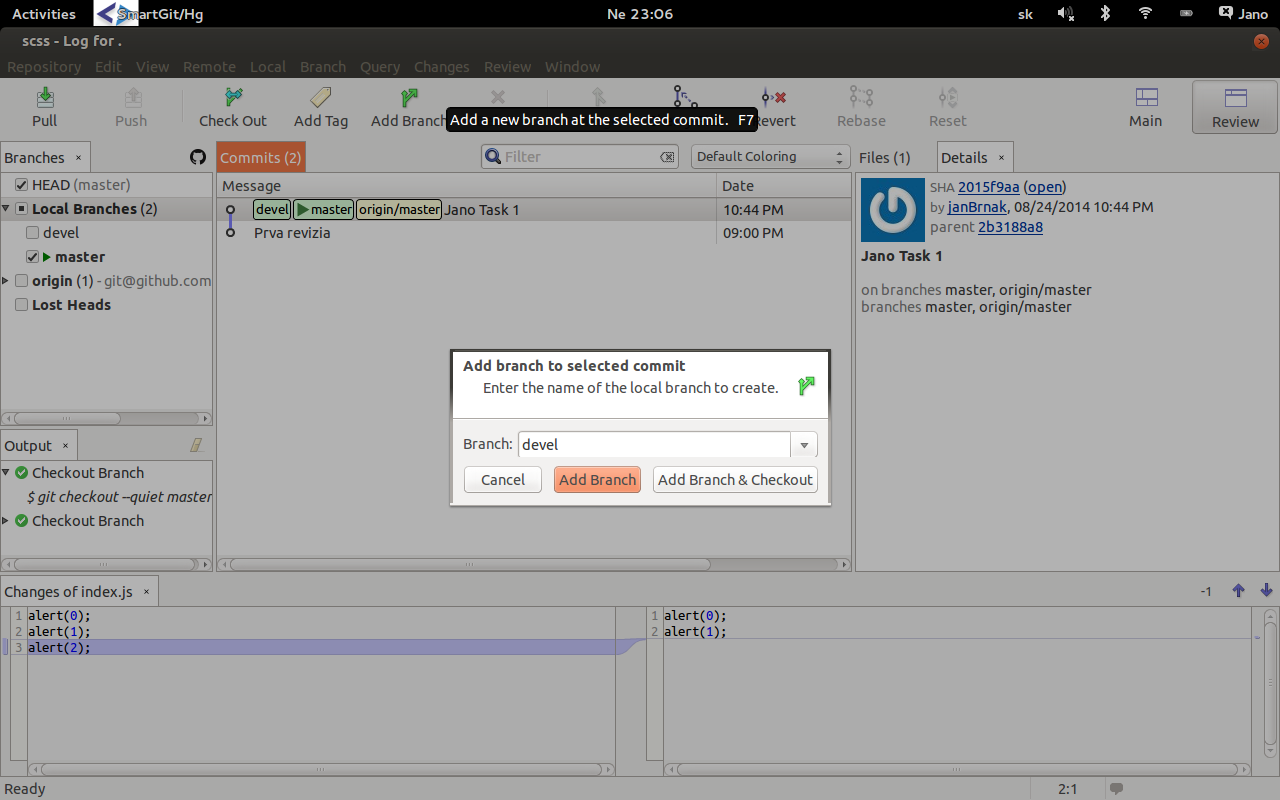 Activities SmartGit/Hg Ne 23:06 sk Jano
scss - Log for .
Repository Edit View Remote Local Branch Query Changes Review Window
Pull Push Check Out Add Tag Add Branch Rebase Reset Main Review
Add a new branch at the selected commit. F7
Branches
HEAD (master)
Local Branches (2)
devel
master
origin (1) - git@github.com
Lost Heads
Output
Checkout Branch
$ git checkout --quiet master
Checkout Branch
Commits (2) Filter Default Coloring
Message Date
devel master origin/master Jano Task 1 10:44 PM
Prva revizia 09:00 PM
Files (1) Details
SHA 2015f9aa (open)
by janBrnak, 08/24/2014 10:44 PM
parent 2b3188a8
Jano Task 1
on branches master, origin/master
branches master, origin/master
Add branch to selected commit
Enter the name of the local branch to create.
Branch: devel
Cancel Add Branch Add Branch & Checkout
Changes of index.js -1
1 alert(0);
2 alert(1);
3 alert(2);
1 alert(0);
2 alert(1);
Ready 2:1